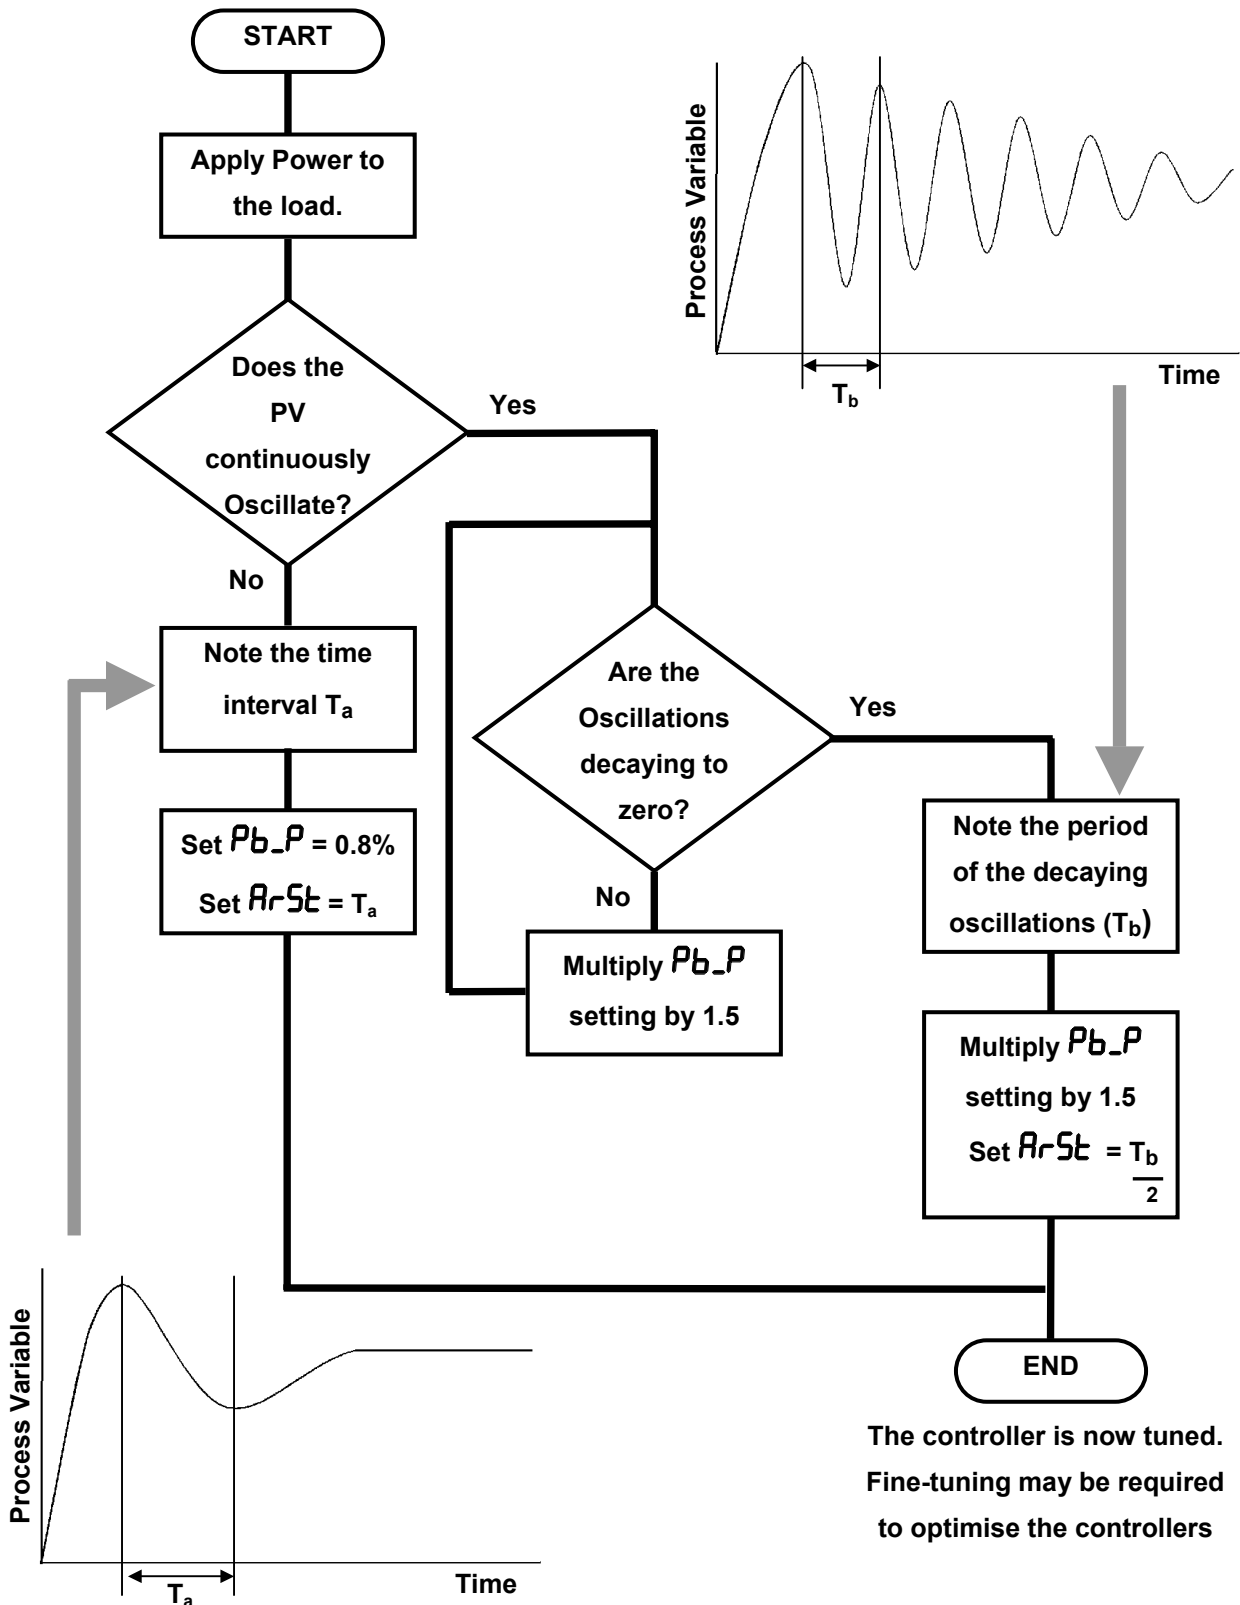 START
Apply Power to
the load.
Does the
PV
continuously
Oscillate?
Yes
No
Note the time
interval Ta
Set Pb_P = 0.8%
Set ArSt = Ta
Are the
Oscillations
decaying to
zero?
Yes
No
Multiply Pb_P
setting by 1.5
Process Variable
Time
Tb
Note the period
of the decaying
oscillations (Tb)
Multiply Pb_P
setting by 1.5
Set ArSt = Tb
2
END
The controller is now tuned.
Fine-tuning may be required
to optimise the controllers
Process Variable
Time
Ta